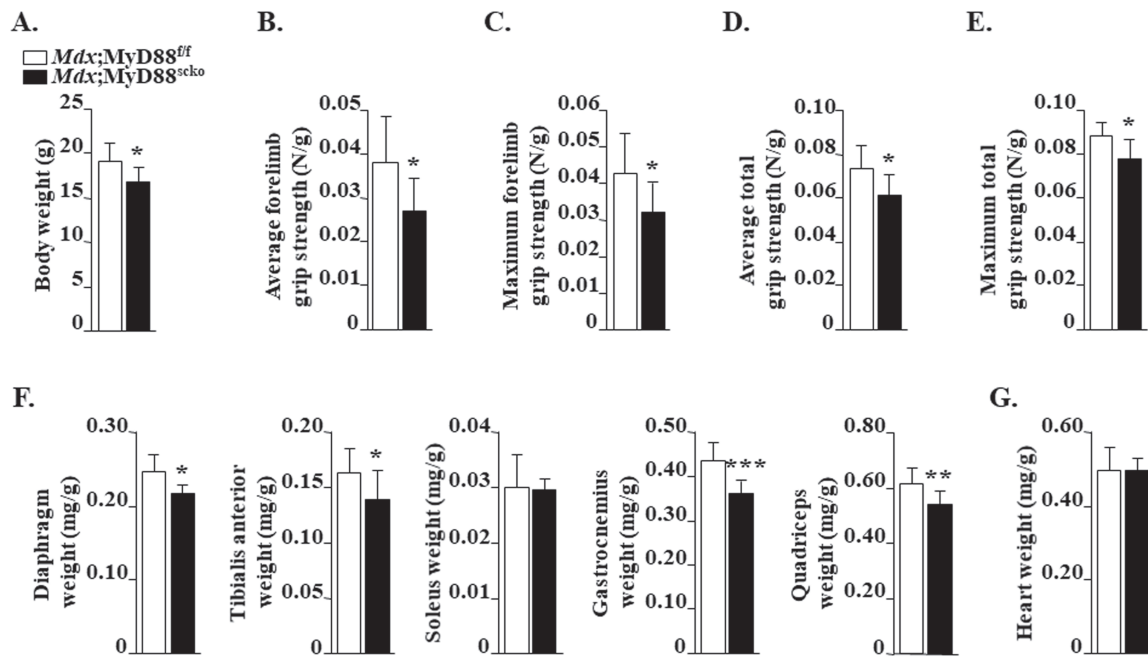 A.
Mdx;MyD88f/f
Mdx;MyD88scko
Body weight (g)
25
20
15
10
5
0
*
B.
Average forelimb
grip strength (N/g)
0.05
0.04
0.03
0.02
0.01
0
*
C.
Maximum forelimb
grip strength (N/g)
0.06
0.05
0.04
0.03
0.02
0.01
0
*
D.
Average total
grip strength (N/g)
0.10
0.08
0.06
0.04
0.02
0
*
E.
Maximum total
grip strength (N/g)
0.10
0.08
0.06
0.04
0.02
0
*
F.
Diaphragm
weight (mg/g)
0.30
0.20
0.10
0
*
Tibialis anterior
weight (mg/g)
0.20
0.15
0.10
0.05
0
*
Soleus weight (mg/g)
0.04
0.03
0.02
0.01
0
Gastrocnemius
weight (mg/g)
0.50
0.40
0.30
0.20
0.10
0
***
Quadriceps
weight (mg/g)
0.80
0.60
0.40
0.20
0
**
G.
Heart weight (mg/g)
0.60
0.40
0.20
0